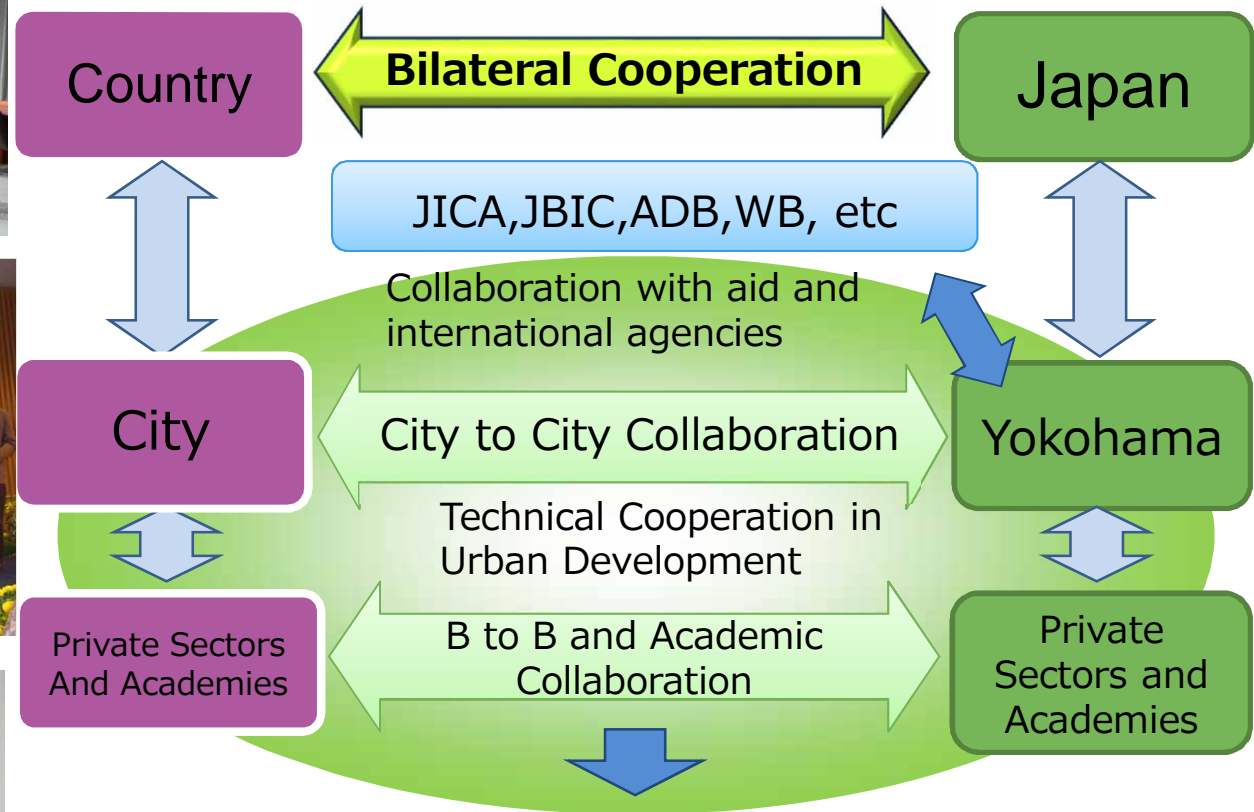 Country
Bilateral Cooperation
Japan
JICA,JBIC,ADB,WB, etc
Collaboration with aid and
international agencies
City
City to City Collaboration
Yokohama
Technical Cooperation in
Urban Development
Private Sectors
And Academies
B to B and Academic
Collaboration
Private
Sectors and
Academies